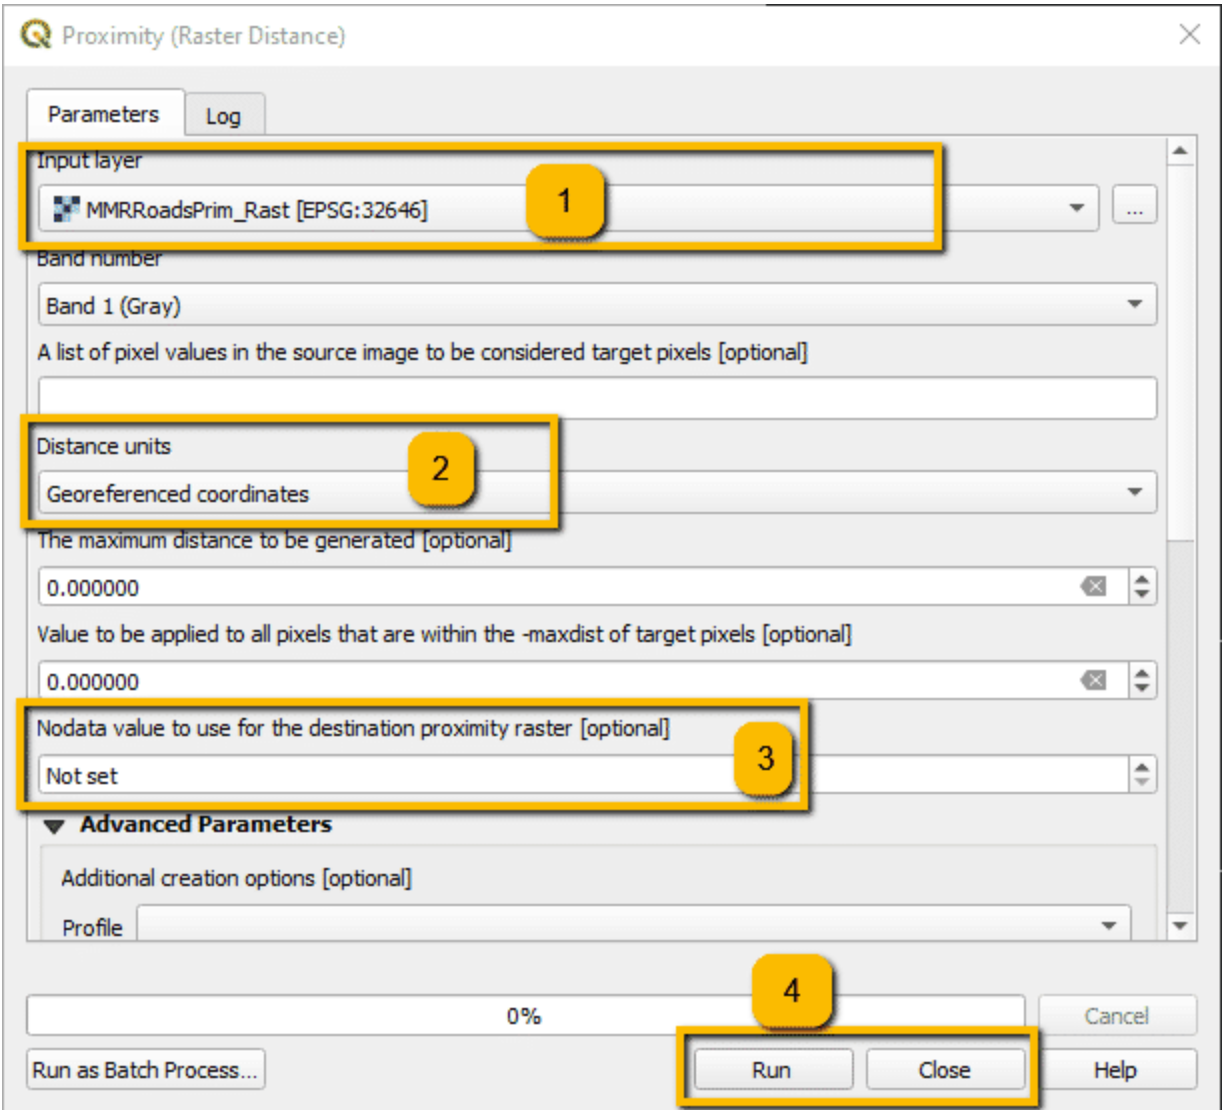 Proximity (Raster Distance)
Parameters Log
Input layer
MMRRoadsPrim_Rast [EPSG:32646] 1 ...
Band number
Band 1 (Gray)
A list of pixel values in the source image to be considered target pixels [optional]
Distance units
2
Georeferenced coordinates
The maximum distance to be generated [optional]
0.000000
Value to be applied to all pixels that are within the -maxdist of target pixels [optional]
0.000000
Nodata value to use for the destination proximity raster [optional]
3
Not set
Advanced Parameters
Additional creation options [optional]
Profile
4
0% Cancel
Run as Batch Process... Run Close Help